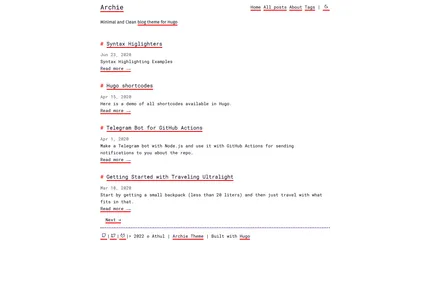 Archie
Home All posts About Tags |
Minimal and Clean blog theme for Hugo
# Syntax Higlighters
Jun 23, 2020
Syntax Highlighting Examples
Read more ⟶
# Hugo shortcodes
Apr 15, 2020
Here is a demo of all shortcodes available in Hugo.
Read more ⟶
# Telegram Bot for GitHub Actions
Apr 1, 2020
Make a Telegram bot with Node.js and use it with GitHub Actions for sending
notifications to you about the repo.
Read more ⟶
# Getting Started with Traveling Ultralight
Mar 10, 2020
Start by getting a small backpack (less than 20 liters) and then just travel with what
fits in that.
Read more ⟶
Next →
| | |• 2022 © Athul | Archie Theme | Built with Hugo